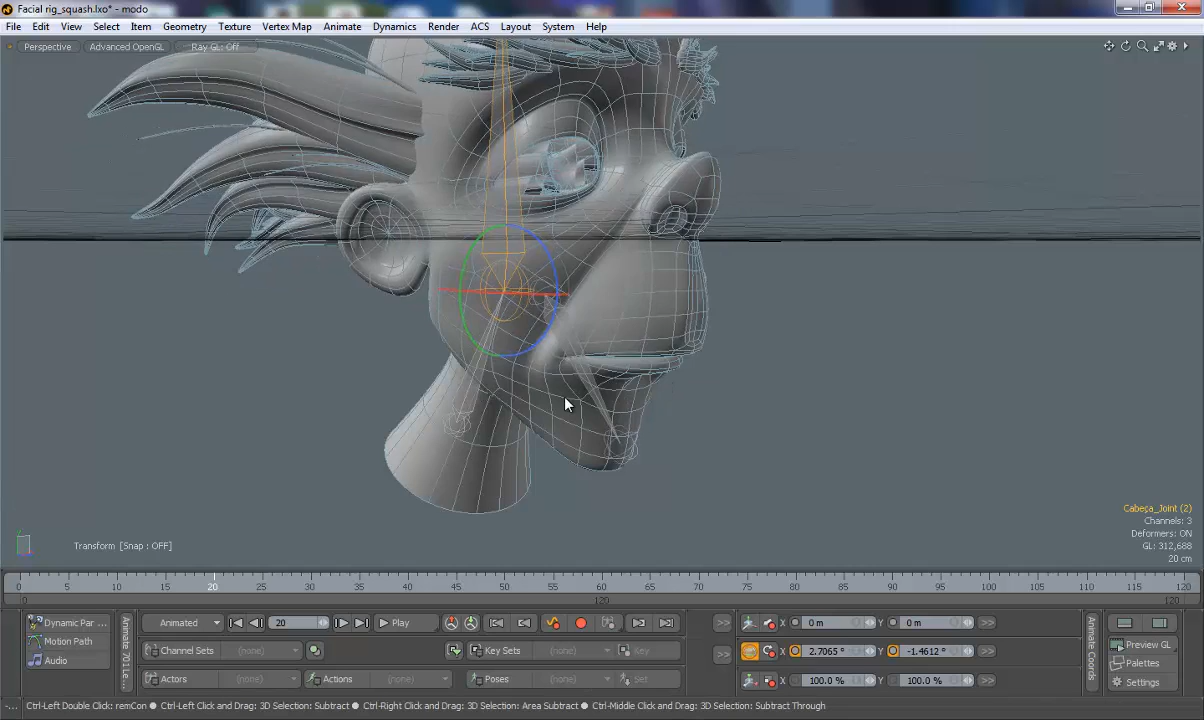 Facial rig_squash.lxo* - modo
File Edit View Select Item Geometry Texture Vertex Map Animate Dynamics Render ACS Layout System Help
Perspective Advanced OpenGL Ray GL: Off
Cabeça_Joint (2)
Channels: 3
Deformers: ON
GL: 312,688
20 cm
Transform [Snap : OFF]
0 5 10 15 20 25 30 35 40 45 50 55 60 65 70 75 80 85 90 95 100 105 110 115 120
0 120 120
Dynamic Par ... Animated 20 Play X 0 m Y 0 m >>
Motion Path Channel Sets (none) Key Sets (none) Key X 2.7065 ° Y -1.4612 ° >> Preview GL
Audio Palettes
Actors (none) Actions (none) Poses (none) Set X 100.0 % Y 100.0 % >> Settings
Animate Coords
Ctrl-Left Double Click: remCon ● Ctrl-Left Click and Drag: 3D Selection: Subtract ● Ctrl-Right Click and Drag: 3D Selection: Area Subtract ● Ctrl-Middle Click and Drag: 3D Selection: Subtract Through